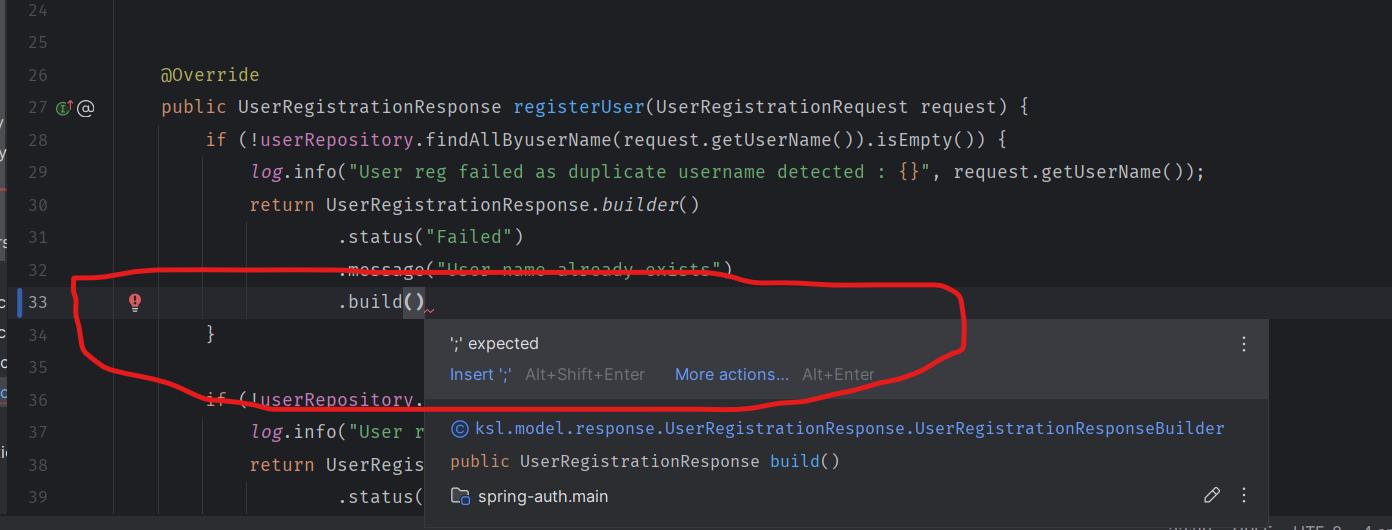 24
25
26 @Override
27 @ public UserRegistrationResponse registerUser(UserRegistrationRequest request) {
28 if (!userRepository.findAllByuserName(request.getUserName()).isEmpty()) {
29 log.info("User reg failed as duplicate username detected : {}", request.getUserName());
30 return UserRegistrationResponse.builder()
31 .status("Failed")
32 .message("User name already exists")
33 .build()
34 }
35
36 if (!userRepository.
37 log.info("User r
38 return UserRegis
39 .status(
';' expected
Insert ';' Alt+Shift+Enter More actions... Alt+Enter
ksl.model.response.UserRegistrationResponse.UserRegistrationResponseBuilder
public UserRegistrationResponse build()
spring-auth.main